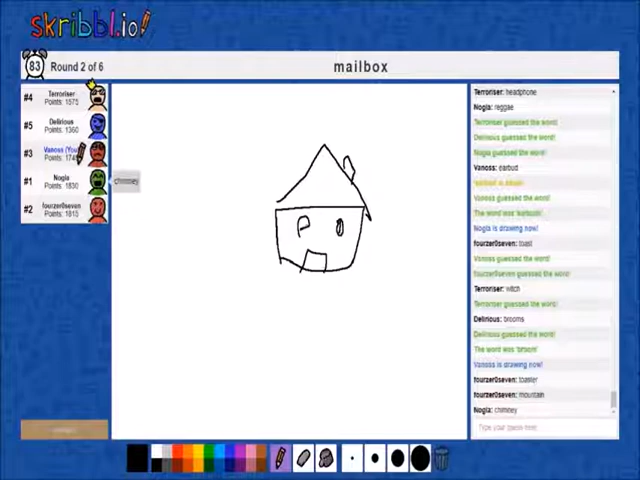 skribbl.io
83
Round 2 of 6
mailbox
#4
Terroriser
Points: 1575
#5
Delirious
Points: 1360
#3
Vanoss (You)
#1
Nogla
Points: 1830
chimney
#2
fourzer0seven
Points: 1815
Terroriser: headphone
Nogla: reggae
Terroriser guessed the word!
Delirious guessed the word!
Nogla guessed the word!
Vanoss: earbud
Vanoss guessed the word!
Nogla is drawing now!
fourzer0seven: toast
Vanoss guessed the word!
fourzer0seven guessed the word!
Terroriser: witch
Terroriser guessed the word!
Delirious: brooms
Delirious guessed the word!
The word was 'broom'
Vanoss is drawing now!
fourzer0seven: toaster
fourzer0seven: mountain
Nogla: chimney
Type your guess here...